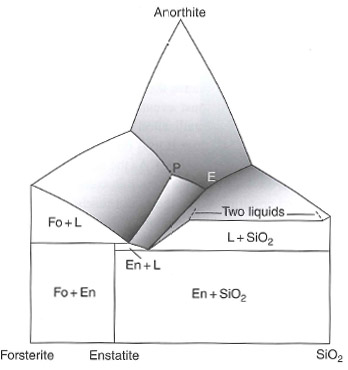 Anorthite
P
E
Two liquids
Fo+L
L+SiO₂
En+L
Fo+En
En+SiO₂
Forsterite
Enstatite
SiO₂